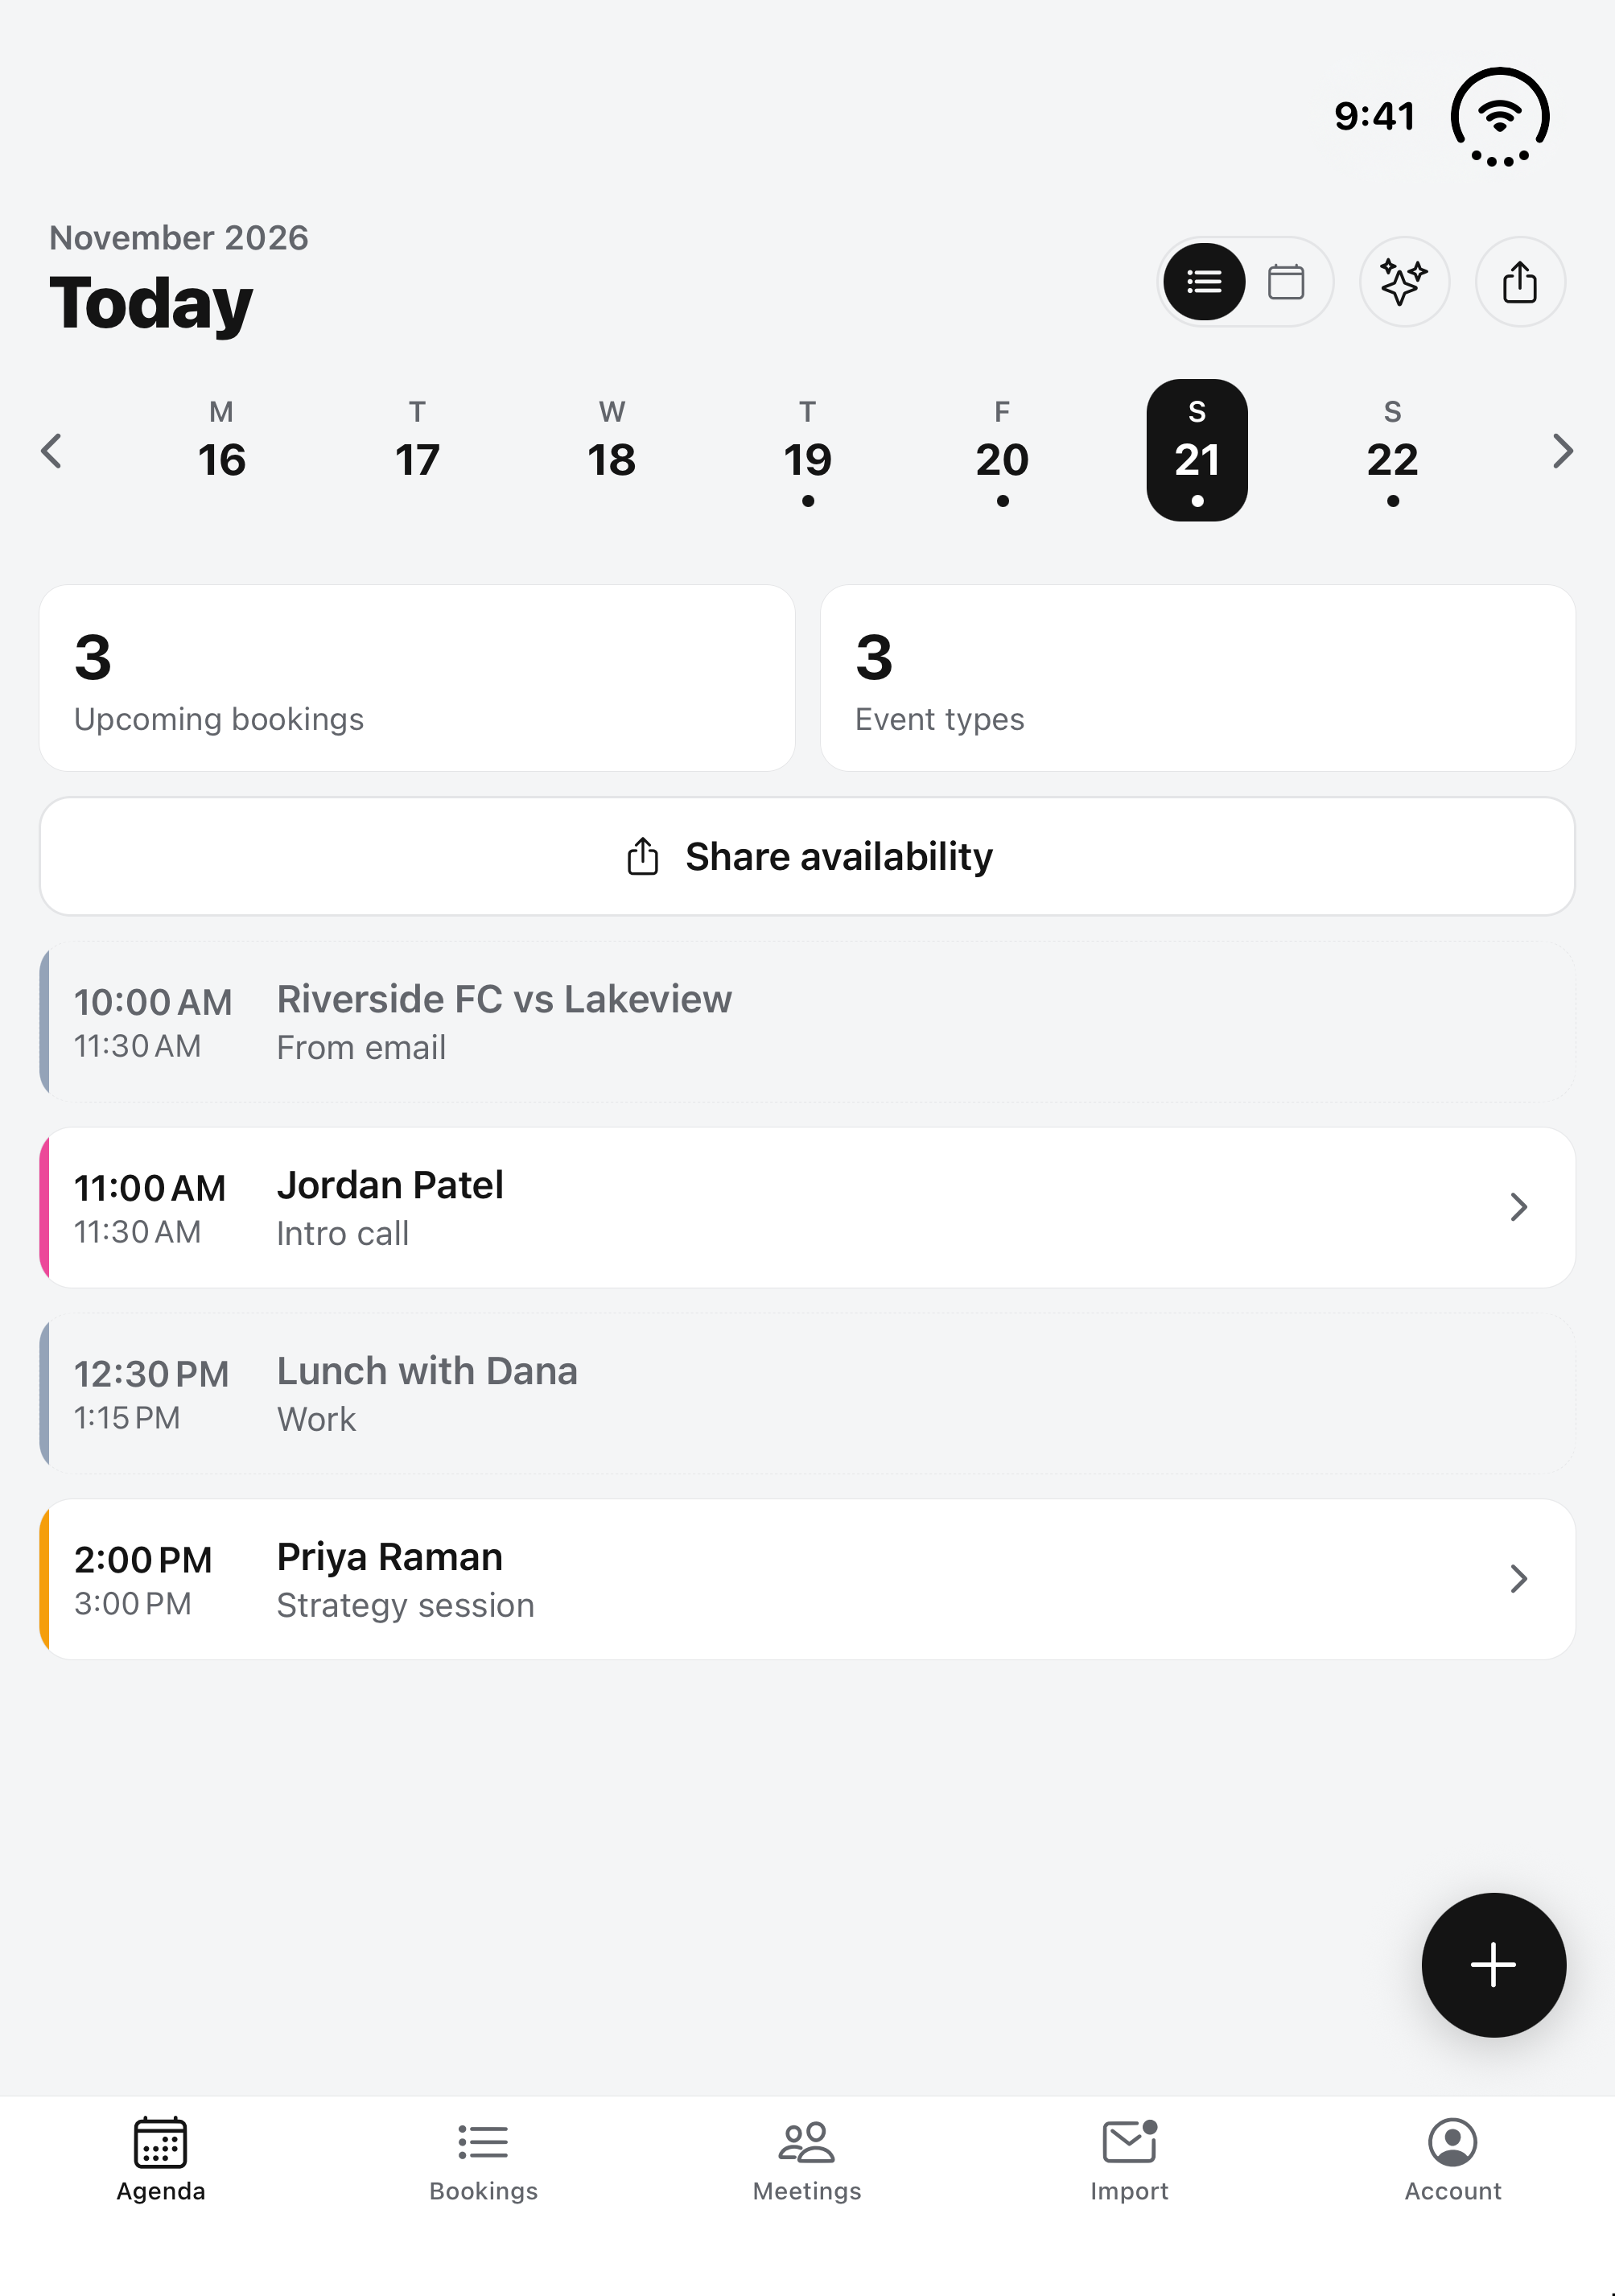 9:41
November 2026
Today
M T W T F S S
16 17 18 19 20 21 22
3
Upcoming bookings
3
Event types
Share availability
10:00 AM Riverside FC vs Lakeview
11:30 AM From email
11:00 AM Jordan Patel
11:30 AM Intro call
12:30 PM Lunch with Dana
1:15 PM Work
2:00 PM Priya Raman
3:00 PM Strategy session
Agenda Bookings Meetings Import Account